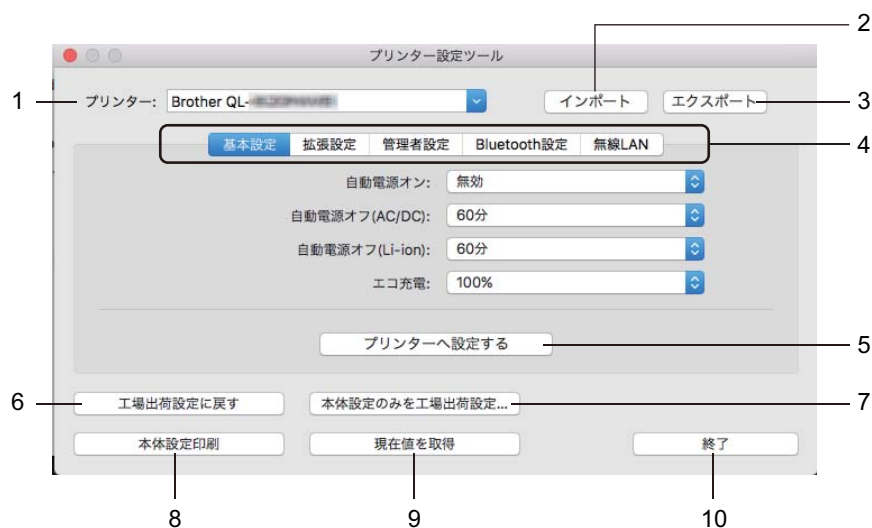 2
プリンター設定ツール
1 プリンター: Brother QL- インポート エクスポート 3
基本設定 拡張設定 管理者設定 Bluetooth設定 無線LAN 4
自動電源オン: 無効
自動電源オフ(AC/DC): 60分
自動電源オフ(Li-ion): 60分
エコ充電: 100%
プリンターへ設定する 5
6 工場出荷設定に戻す 本体設定のみを工場出荷設定... 7
本体設定印刷 現在値を取得 終了
8 9 10